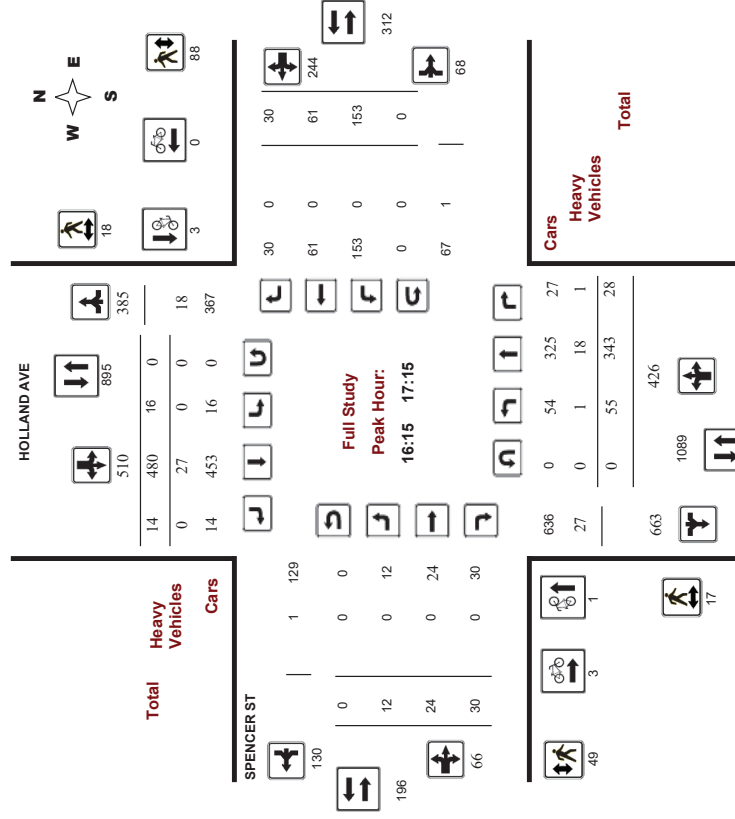 N
W E
S
HOLLAND AVE
510
895
385
18
88
3
0
14 480 16 0
0 27 0 0 18
14 453 16 0 367
Total
Heavy
Vehicles
Cars
SPENCER ST
130
196
66
1 129
0 0 0
12 0 12
24 0 24
30 0 30
Full Study
Peak Hour:
16:15 17:15
30 0 30
61 0 61
153 0 153
0 0 0
67 1
244
312
68
Cars
Heavy
Vehicles
Total
636 0 54 325 27
27 0 1 18 1
0 55 343 28
663
1089
426
49
3
1
17